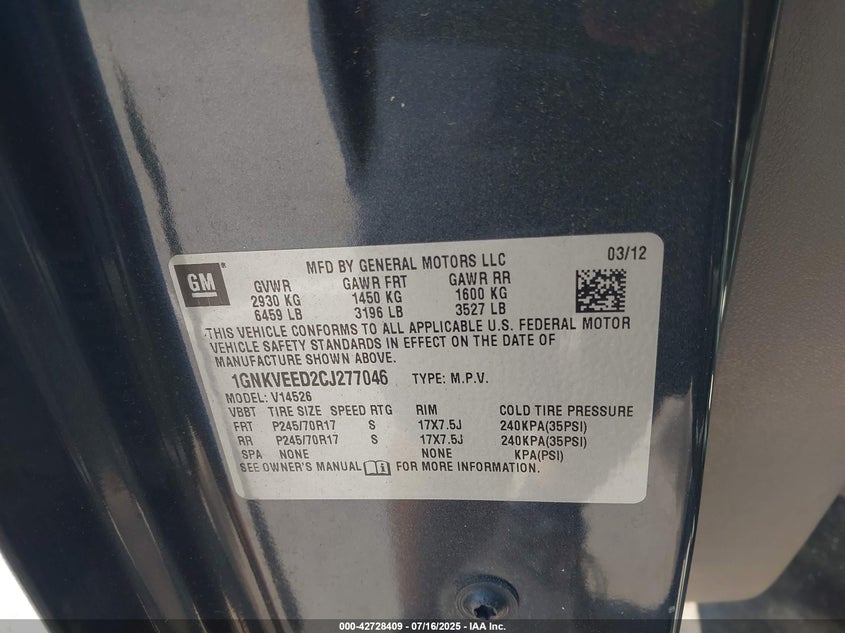 GM
MFD BY GENERAL MOTORS LLC 03/12
GVWR GAWR FRT GAWR RR
2930 KG 1450 KG 1600 KG
6459 LB 3196 LB 3527 LB
THIS VEHICLE CONFORMS TO ALL APPLICABLE U.S. FEDERAL MOTOR
VEHICLE SAFETY STANDARDS IN EFFECT ON THE DATE OF
MANUFACTURE SHOWN ABOVE.
1GNKVEED2CJ277046 TYPE: M.P.V.
MODEL: V14526
VBBT TIRE SIZE SPEED RTG RIM COLD TIRE PRESSURE
FRT P245/70R17 S 17X7.5J 240KPA(35PSI)
RR P245/70R17 S 17X7.5J 240KPA(35PSI)
SPA NONE NONE KPA(PSI)
SEE OWNER'S MANUAL FOR MORE INFORMATION.
000-42728409 - 07/16/2025 - IAA Inc.